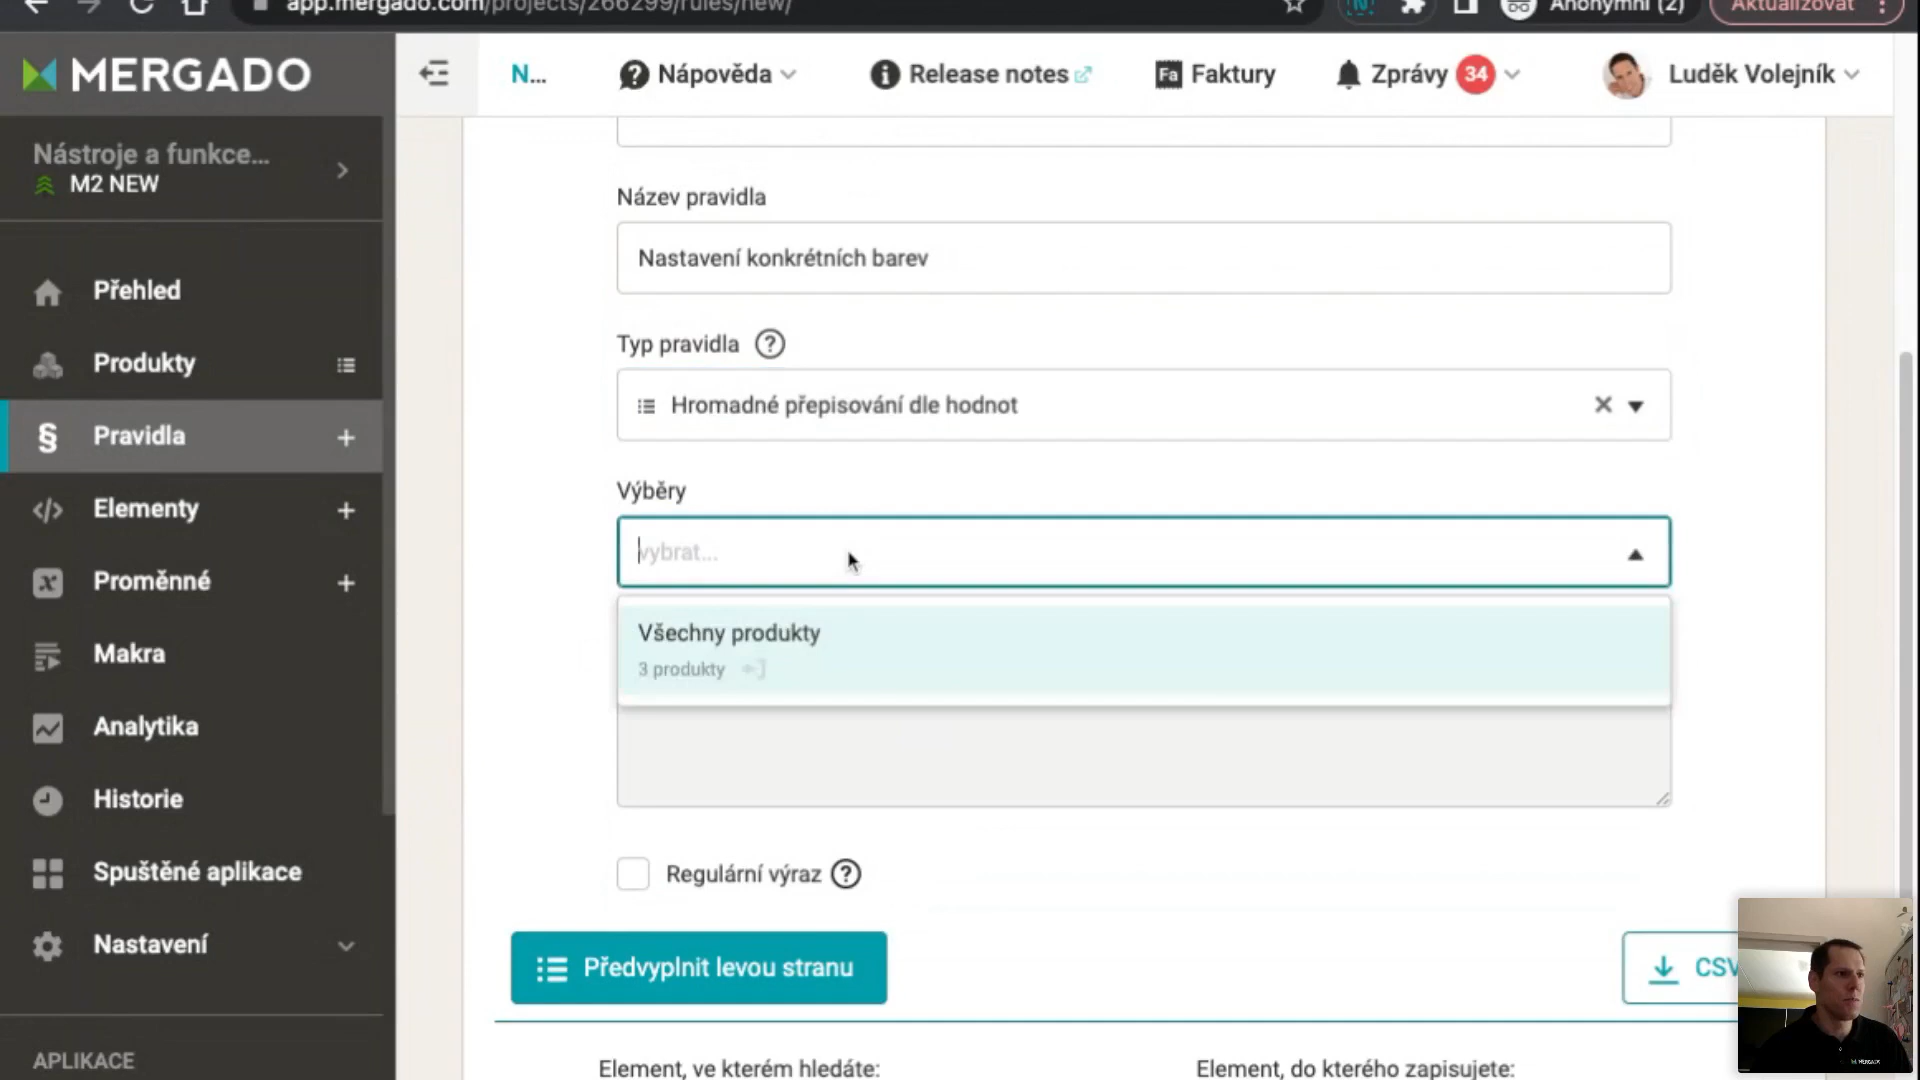 app.mergado.com/projects/266299/rules/new/
Anonymní (2)
Aktualizovat
MERGADO
N...
Nápověda
Release notes
Fa Faktury
Zprávy 34
Luděk Volejník
Nástroje a funkce...
M2 NEW
Přehled
Produkty
Pravidla
Elementy
Proměnné
Makra
Analytika
Historie
Spuštěné aplikace
Nastavení
APLIKACE
Název pravidla
Nastavení konkrétních barev
Typ pravidla
Hromadné přepisování dle hodnot
Výběry
vybrat...
Všechny produkty
3 produkty
Regulární výraz
Předvyplnit levou stranu
CSV
Element, ve kterém hledáte:
Element, do kterého zapisujete:
MERGADO